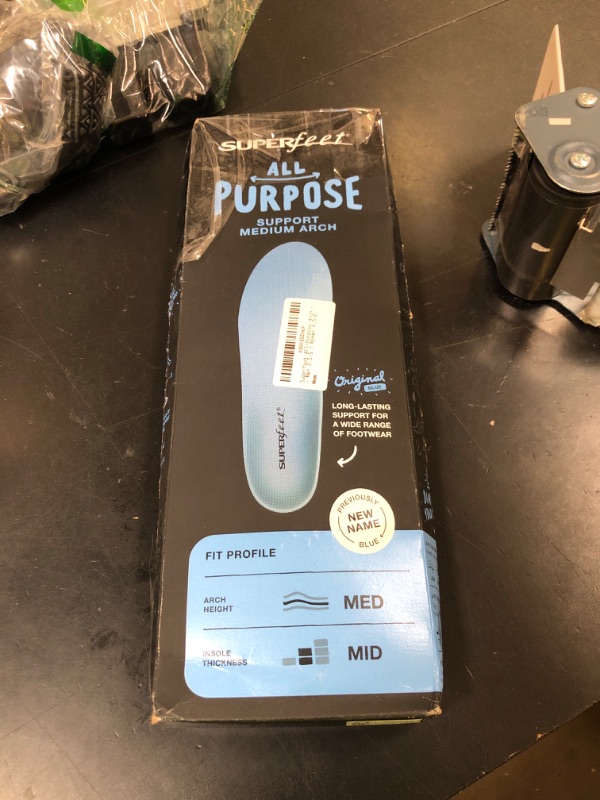 SUPERfeet
ALL
PURPOSE
SUPPORT
MEDIUM ARCH
Original
BLUE
LONG-LASTING
SUPPORT FOR
A WIDE RANGE
OF FOOTWEAR
SUPERfeet®
PREVIOUSLY
NEW
NAME
BLUE
FIT PROFILE
ARCH
HEIGHT
MED
INSOLE
THICKNESS
MID